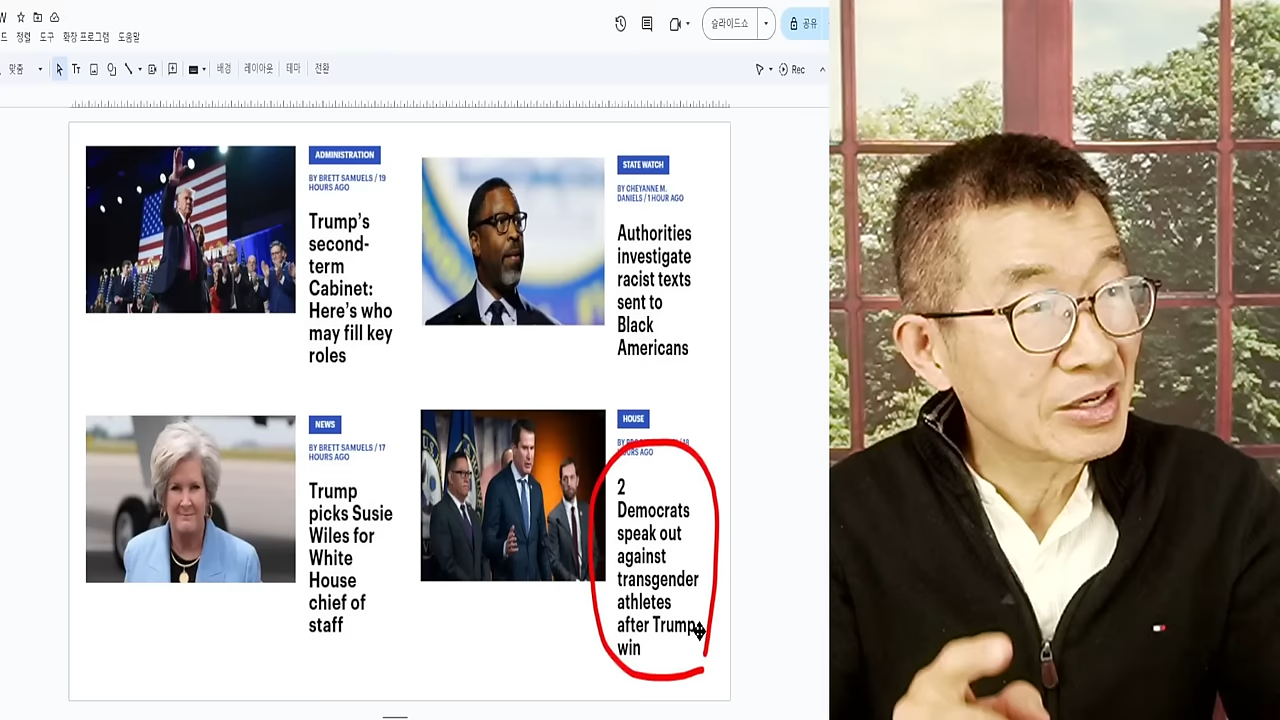 슬라이드쇼
공유
정렬 도구 확장 프로그램 도움말
맞춤
배경 레이아웃 테마 전환
Rec
ADMINISTRATION
BY BRETT SAMUELS / 19
HOURS AGO
Trump's
second-
term
Cabinet:
Here's who
may fill key
roles
STATE WATCH
BY CHEYANNE M.
DANIELS / 1 HOUR AGO
Authorities
investigate
racist texts
sent to
Black
Americans
NEWS
BY BRETT SAMUELS / 17
HOURS AGO
Trump
picks Susie
Wiles for
White
House
chief of
staff
HOUSE
HOURS AGO
2
Democrats
speak out
against
transgender
athletes
after Trump
win